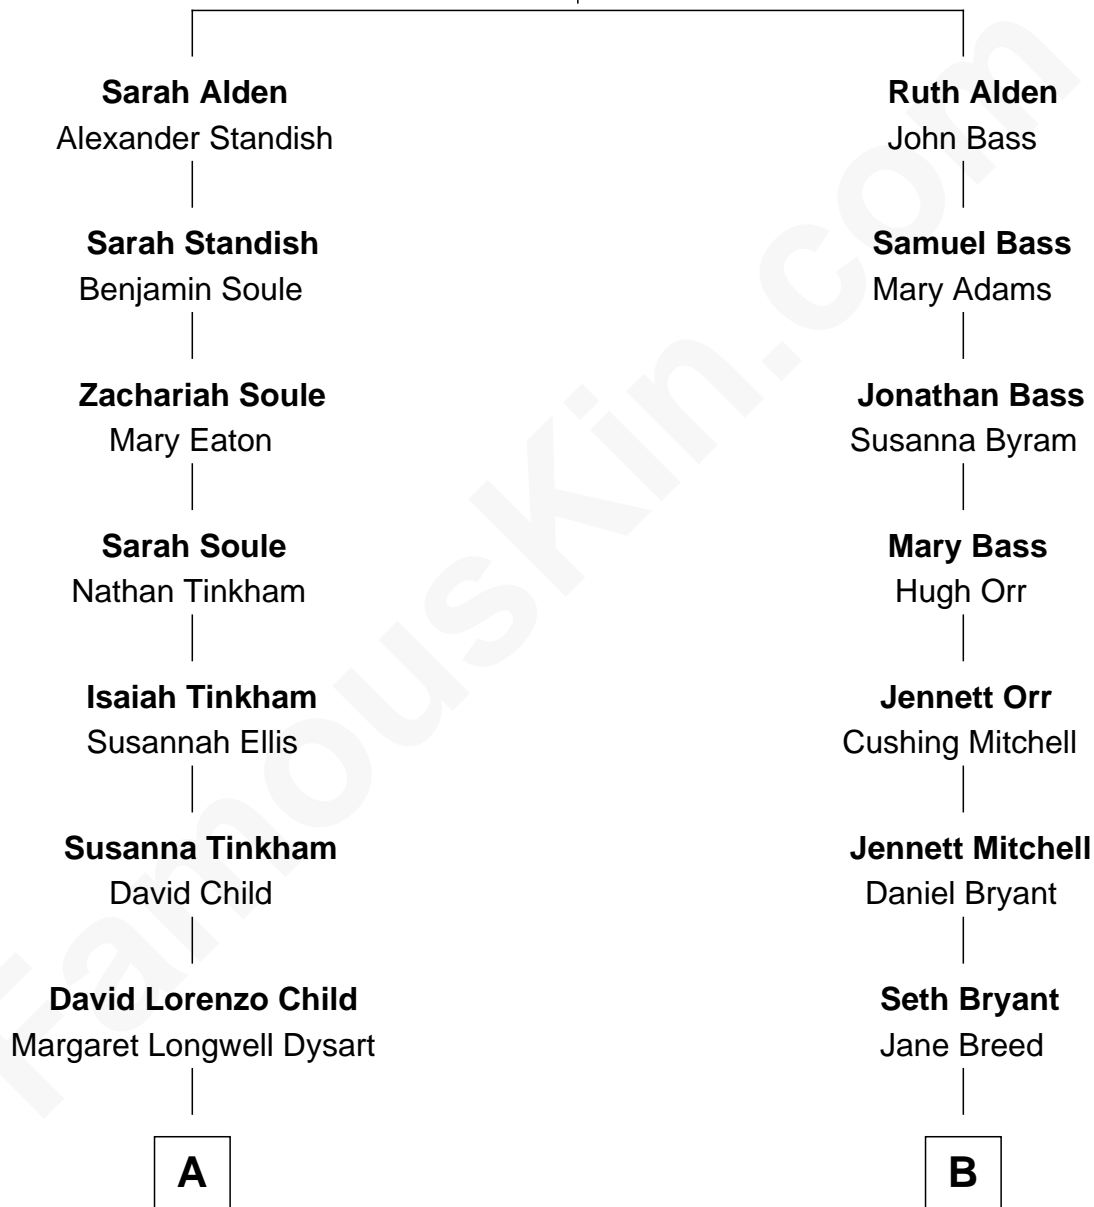 Sarah Alden
Alexander Standish
Sarah Standish
Benjamin Soule
Zachariah Soule
Mary Eaton
Sarah Soule
Nathan Tinkham
Isaiah Tinkham
Susannah Ellis
Susanna Tinkham
David Child
David Lorenzo Child
Margaret Longwell Dysart
A
Ruth Alden
John Bass
Samuel Bass
Mary Adams
Jonathan Bass
Susanna Byram
Mary Bass
Hugh Orr
Jennett Orr
Cushing Mitchell
Jennett Mitchell
Daniel Bryant
Seth Bryant
Jane Breed
B
FamousKin.com